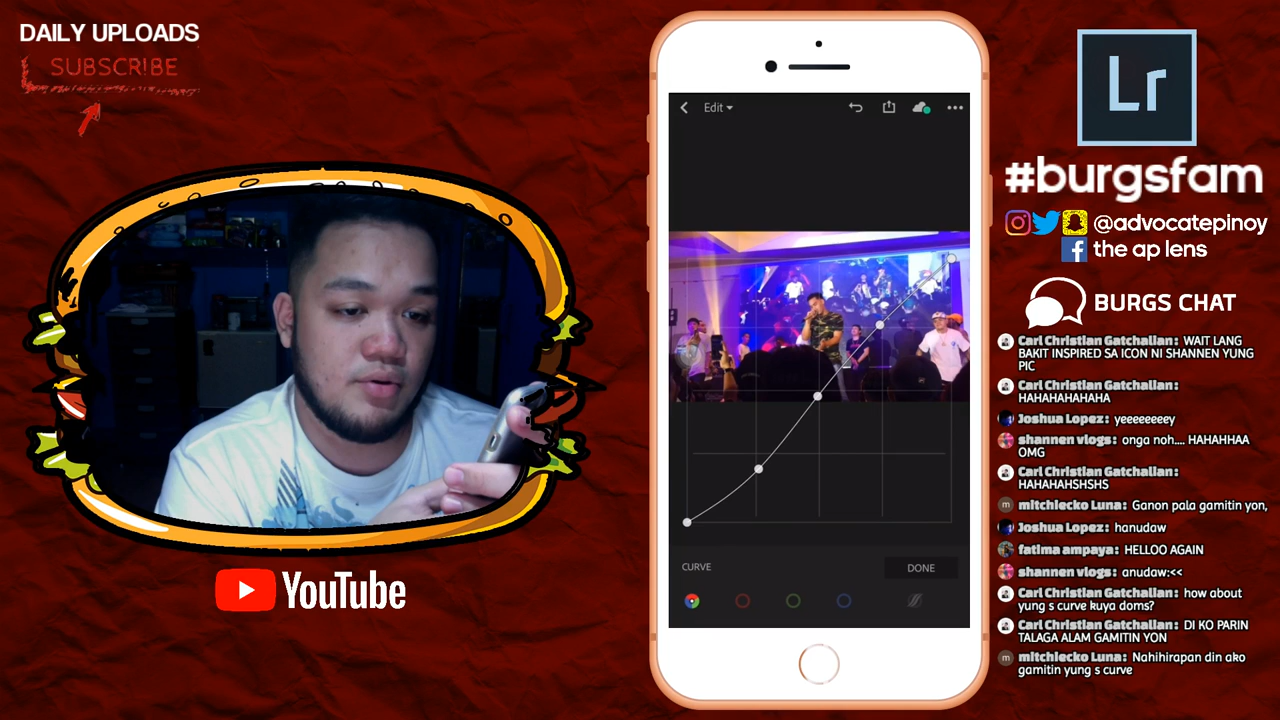 DAILY UPLOADS
SUBSCRIBE
YouTube
Edit
CURVE
DONE
Lr
#burgsfam
@advocatepinoy
the ap lens
BURGS CHAT
Carl Christian Gatchalian: WAIT LANG
BAKIT INSPIRED SA ICON NI SHANNEN YUNG
PIC
Carl Christian Gatchalian:
HAHAHAHAHAHA
Joshua Lopez: yeeeeeeeey
shannen vlogs: onga noh.... HAHAHHAA
OMG
Carl Christian Gatchalian:
HAHAHAHSHSHS
m mitchiecko Luna: Ganon pala gamitin yon,
Joshua Lopez: hanudaw
fatima ampaya: HELLOO AGAIN
shannen vlogs: anudaw:<<
Carl Christian Gatchalian: how about
yung s curve kuya doms?
Carl Christian Gatchalian: DI KO PARIN
TALAGA ALAM GAMITIN YON
m mitchiecko Luna: Nahihirapan din ako
gamitin yung s curve